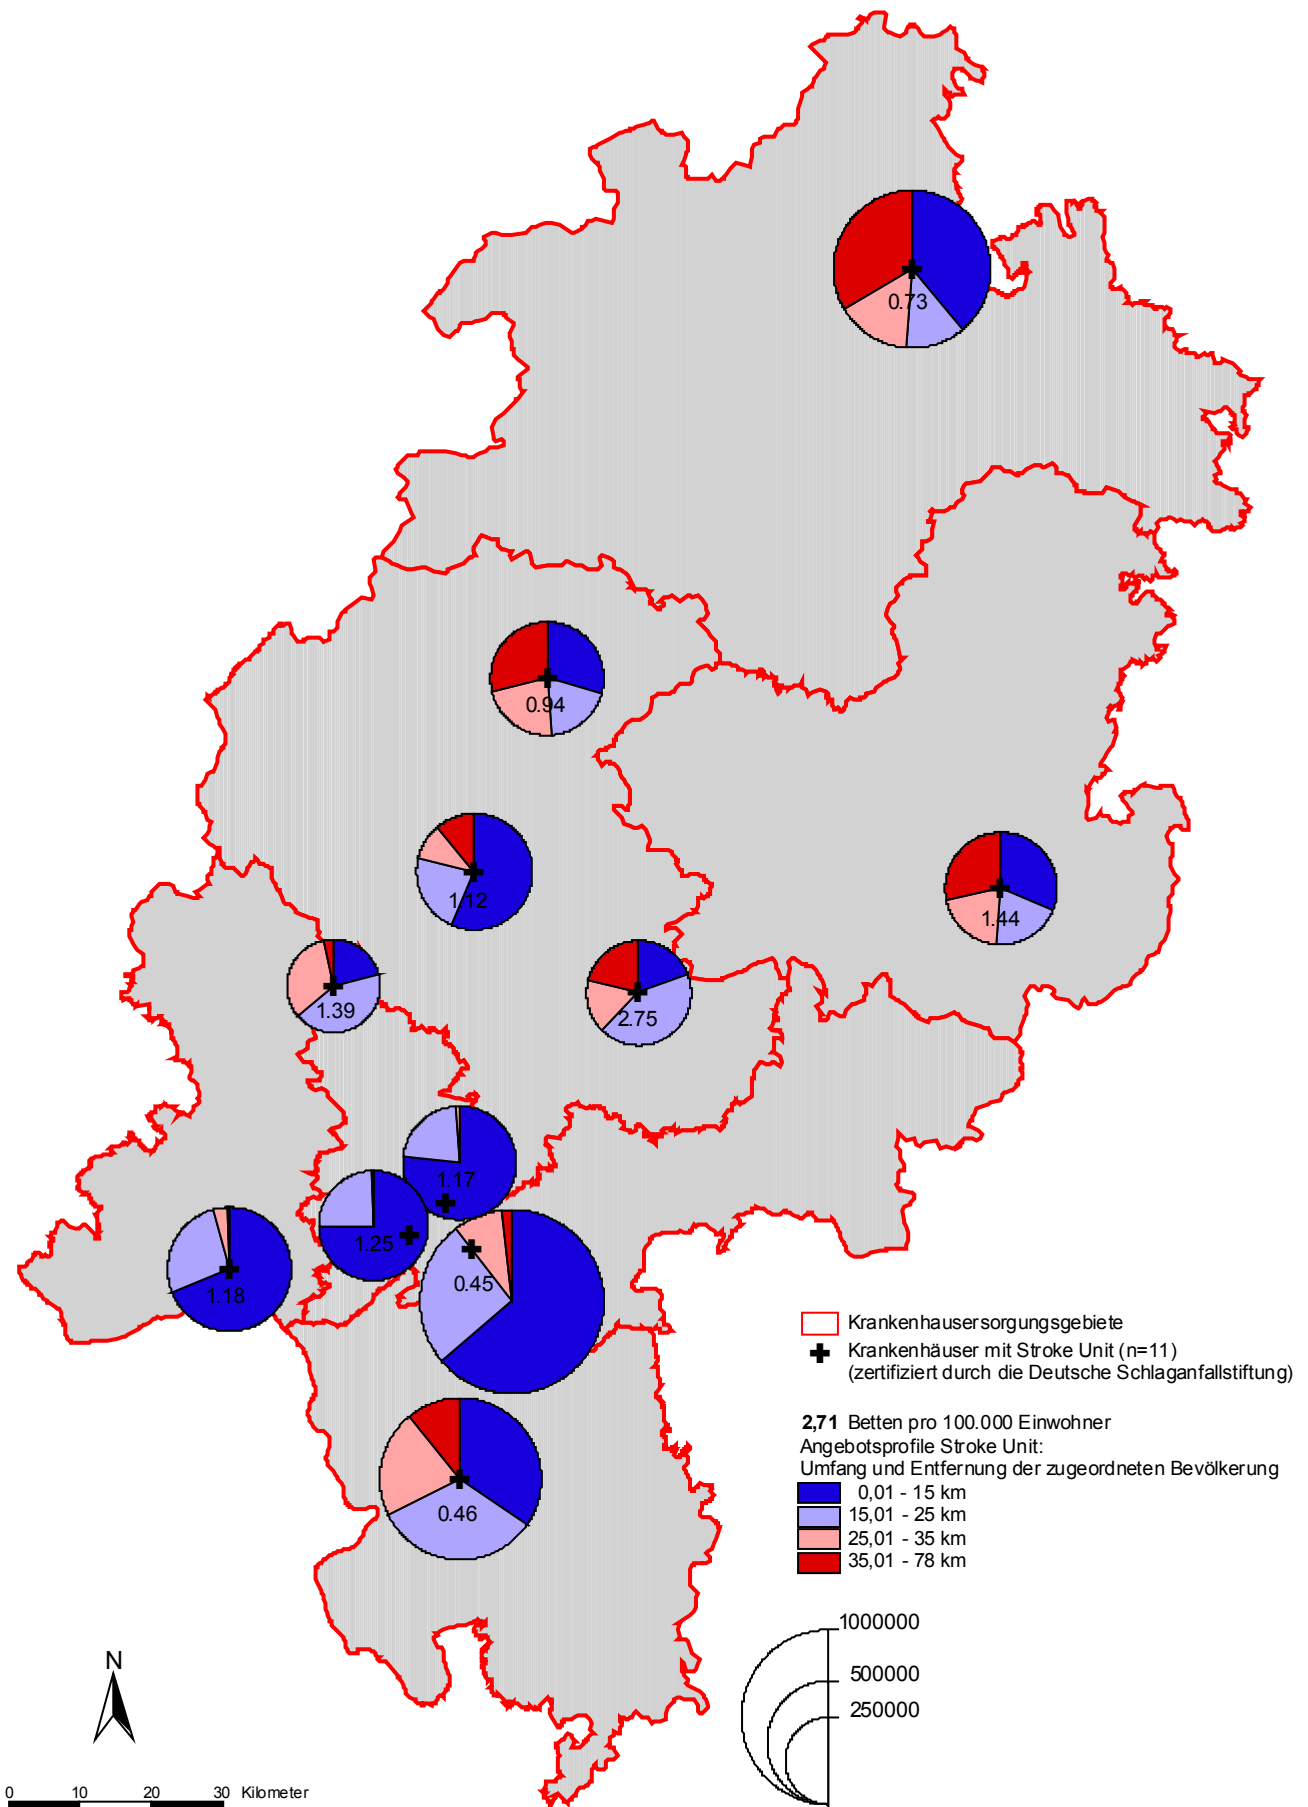 0.73
0.94
1.12
1.44
1.39
2.75
1.17
1.25
1.18
0.45
0.46
Krankenhausersorgungsgebiete
Krankenhäuser mit Stroke Unit (n=11)
(zertifiziert durch die Deutsche Schlaganfallstiftung)
2,71 Betten pro 100.000 Einwohner
Angebotsprofile Stroke Unit:
Umfang und Entfernung der zugeordneten Bevölkerung
0,01 - 15 km
15,01 - 25 km
25,01 - 35 km
35,01 - 78 km
1000000
500000
250000
N
0 10 20 30 Kilometer